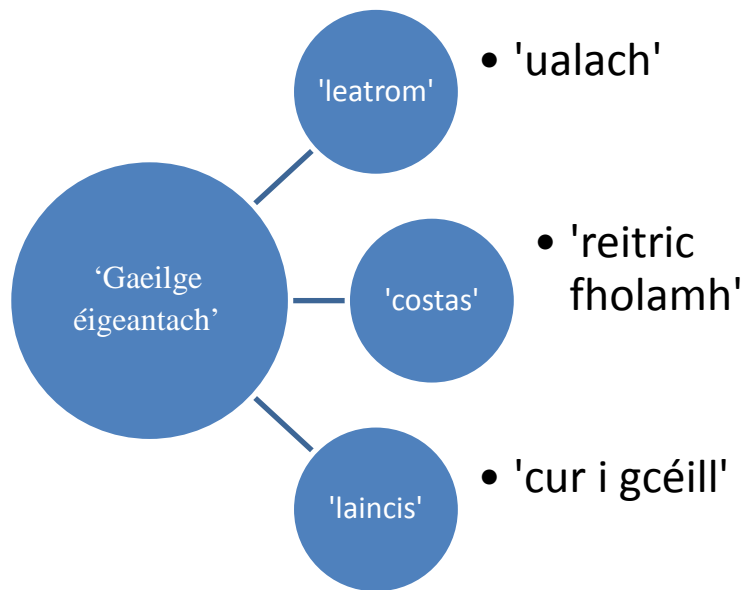 'leatrom'
• 'ualach'
‘Gaeilge
éigeantach’
'costas'
• 'reitric
fholamh'
'laincis'
• 'cur i gcéill'